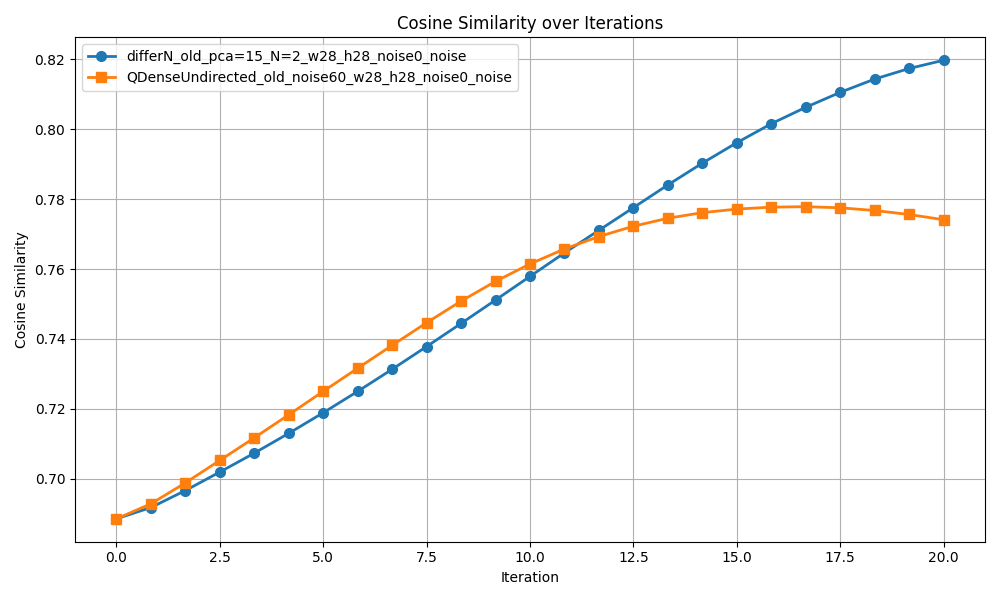 Cosine Similarity over Iterations
differN_old_pca=15_N=2_w28_h28_noise0_noise
QDenseUndirected_old_noise60_w28_h28_noise0_noise
Cosine Similarity
0.82
0.80
0.78
0.76
0.74
0.72
0.70
0.0 2.5 5.0 7.5 10.0 12.5 15.0 17.5 20.0
Iteration